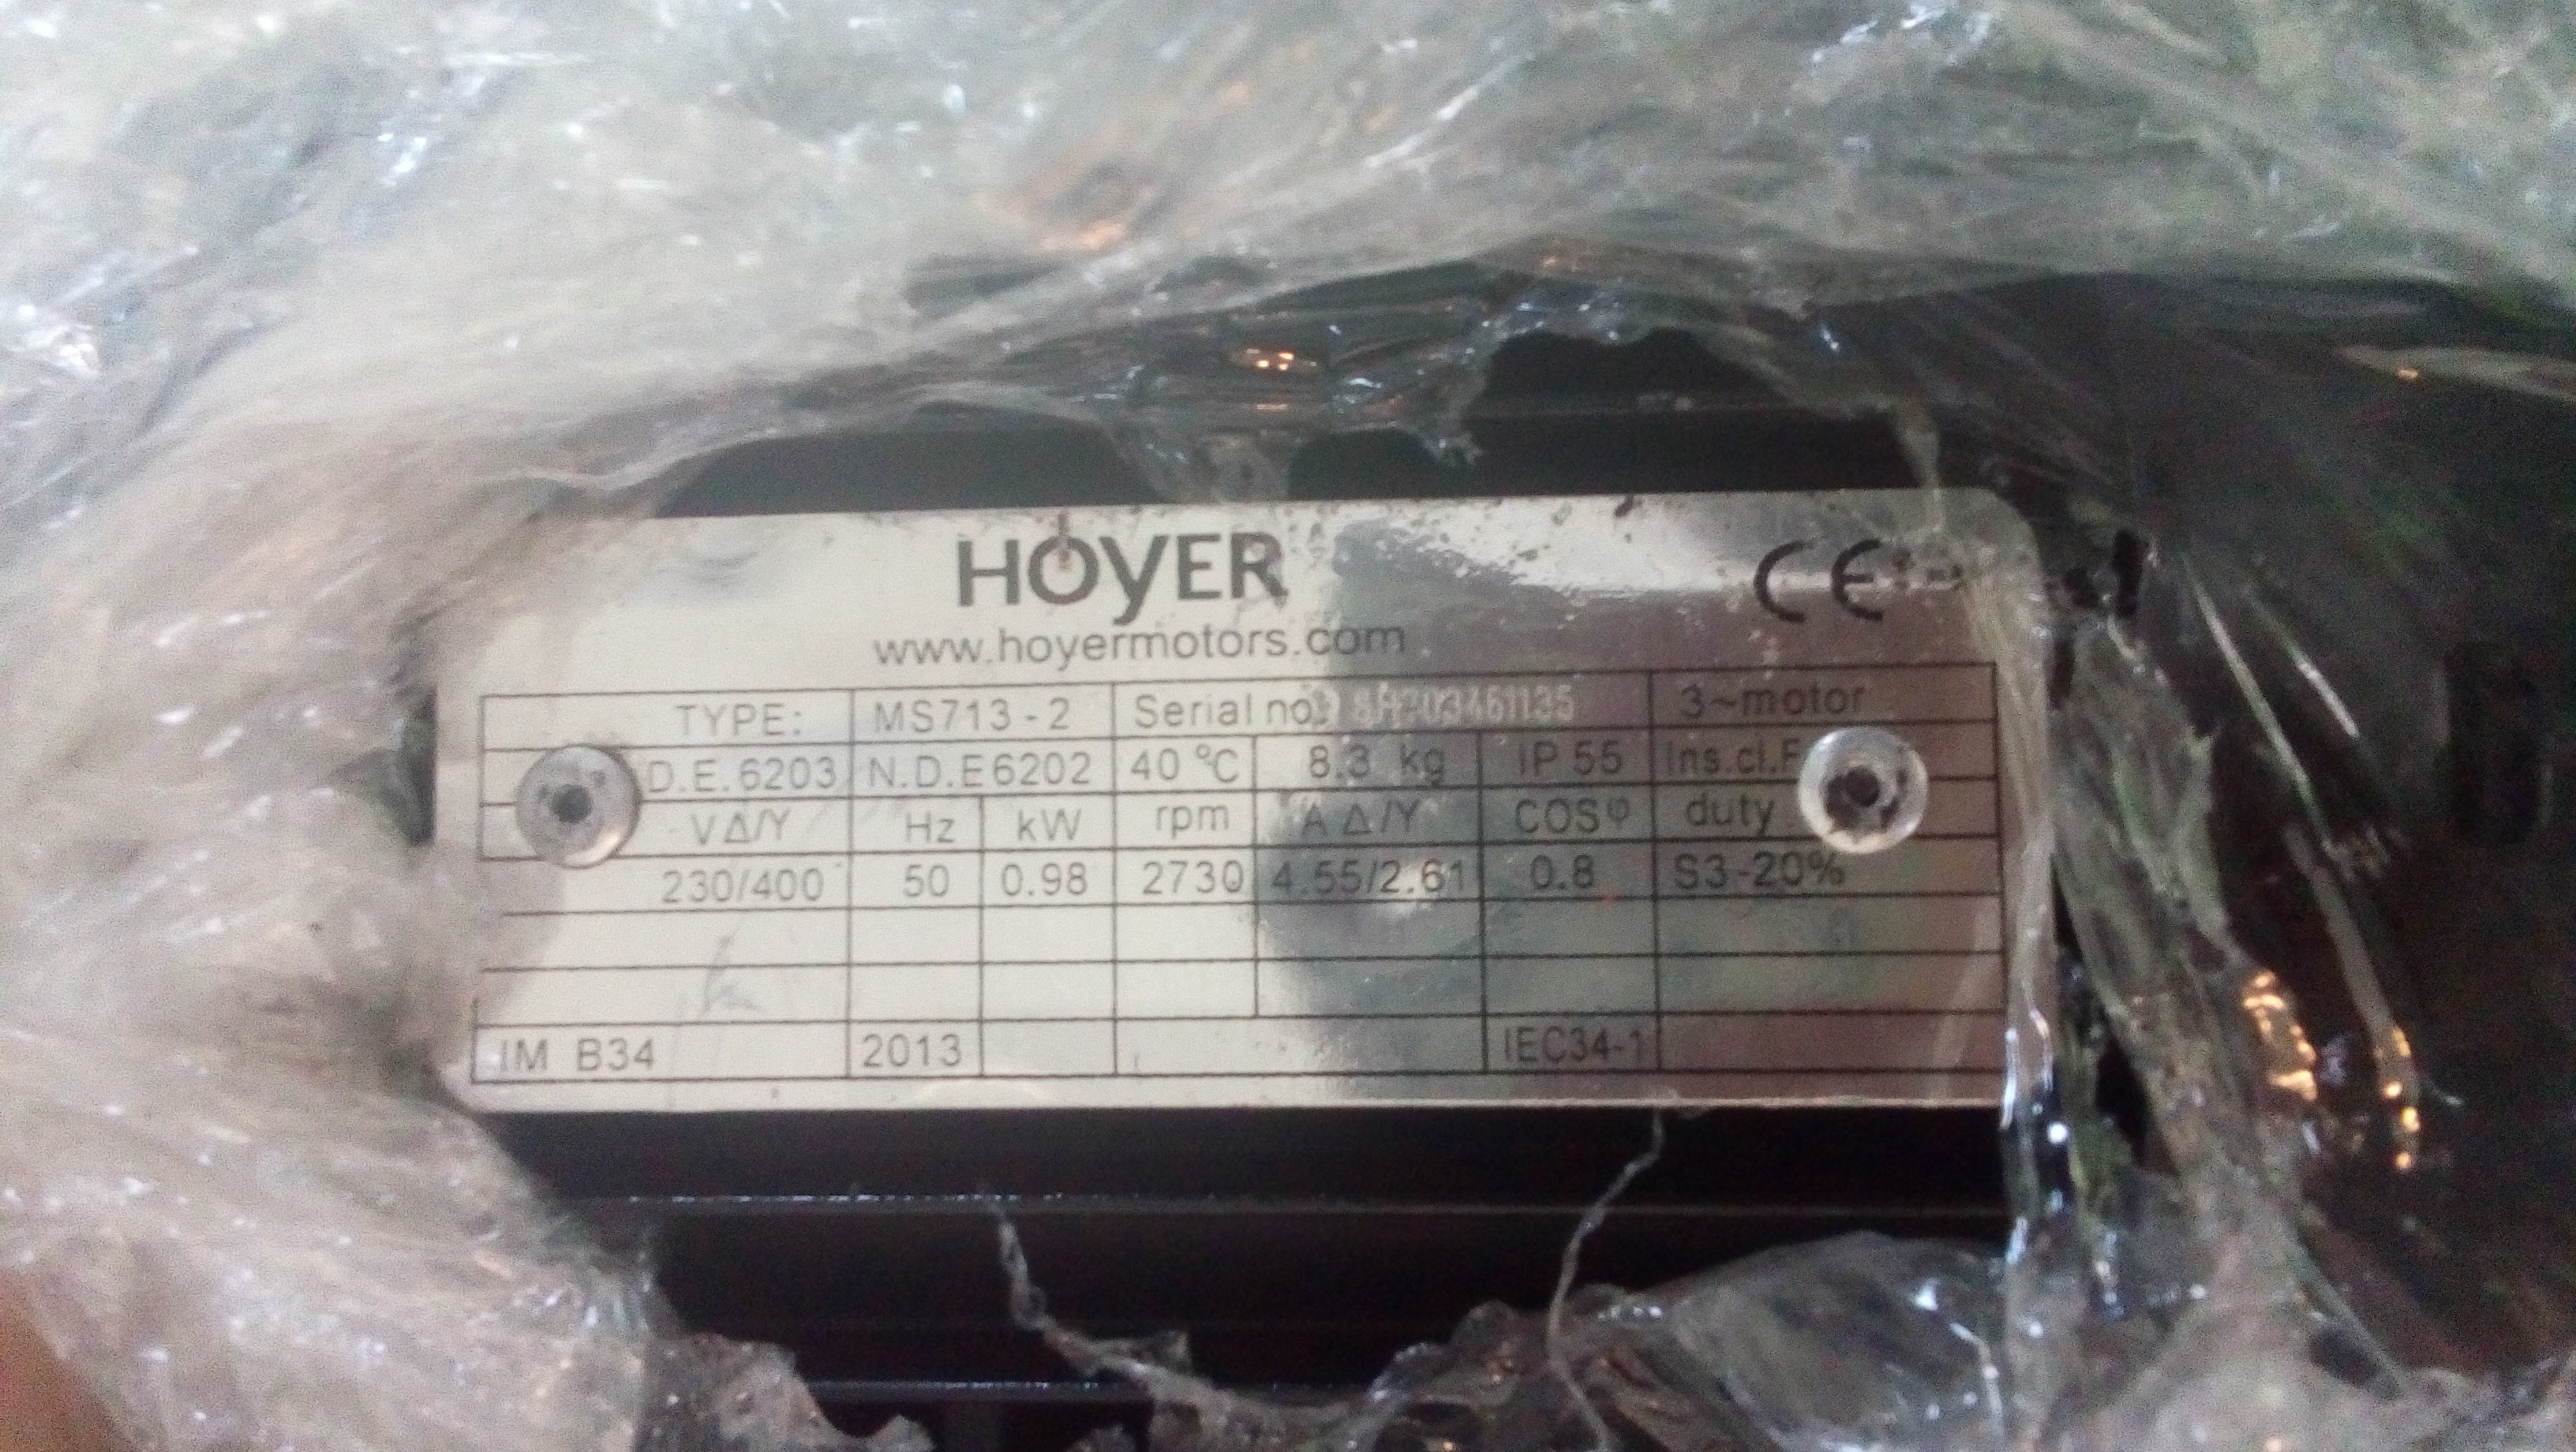 HOYER
CE
www.hoyermotors.com
TYPE: MS713-2 Serial no. 3~motor
D.E.6203 N.D.E6202 40 °C 8.3 kg IP 55 Ins.cl.F
V∆/Y Hz kW rpm A ∆/Y COSφ duty
230/400 50 0.98 2730 4.55/2.61 0.8 S3-20%
IM B34 2013 IEC34-1